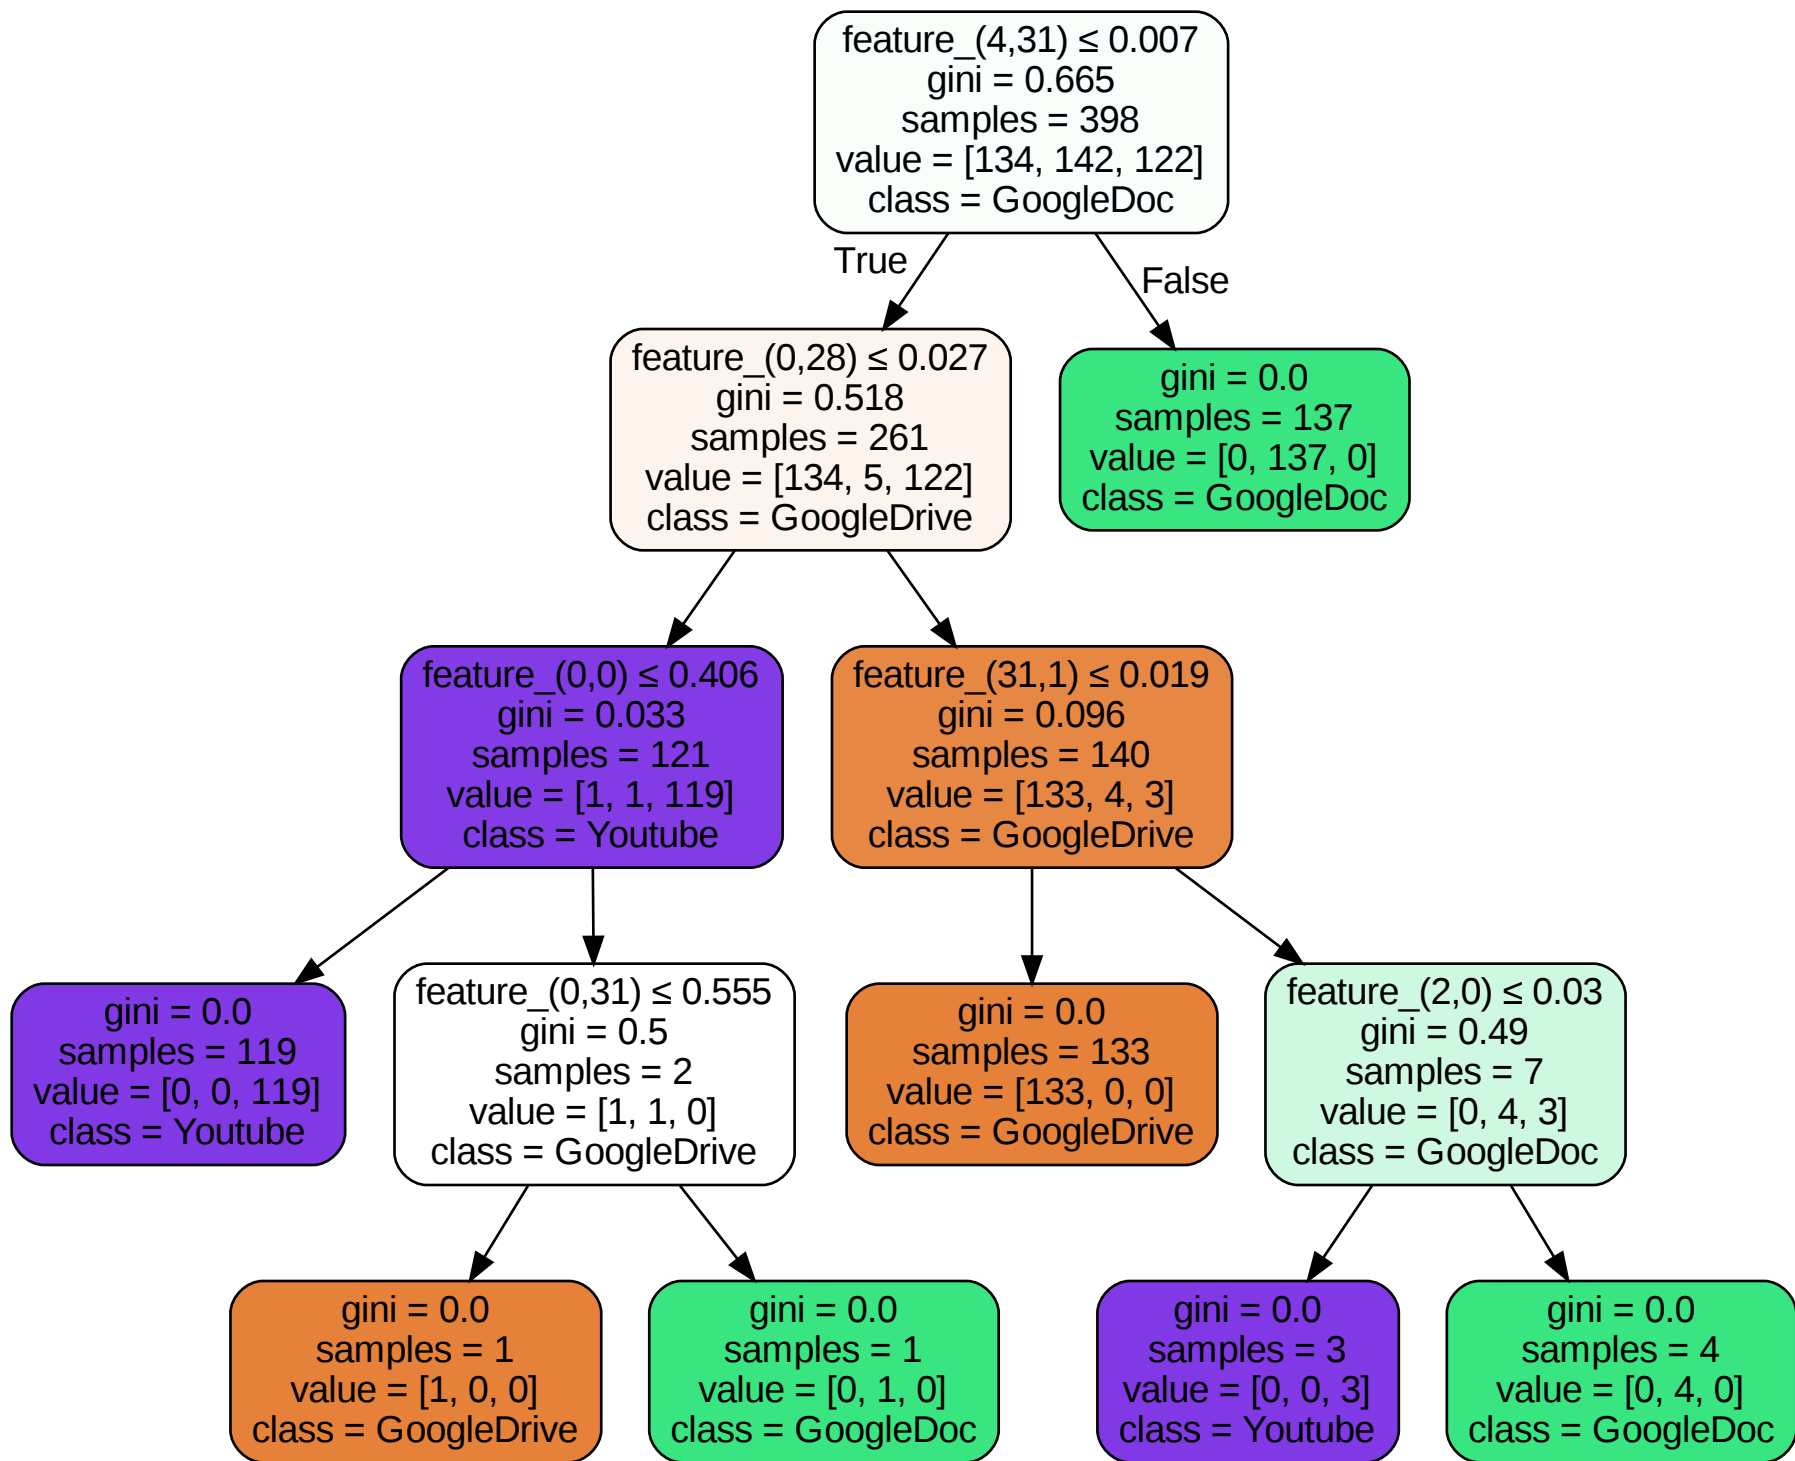 feature_(4,31) ≤ 0.007
gini = 0.665
samples = 398
value = [134, 142, 122]
class = GoogleDoc
True
False
feature_(0,28) ≤ 0.027
gini = 0.518
samples = 261
value = [134, 5, 122]
class = GoogleDrive
gini = 0.0
samples = 137
value = [0, 137, 0]
class = GoogleDoc
feature_(0,0) ≤ 0.406
gini = 0.033
samples = 121
value = [1, 1, 119]
class = Youtube
feature_(31,1) ≤ 0.019
gini = 0.096
samples = 140
value = [133, 4, 3]
class = GoogleDrive
gini = 0.0
samples = 119
value = [0, 0, 119]
class = Youtube
feature_(0,31) ≤ 0.555
gini = 0.5
samples = 2
value = [1, 1, 0]
class = GoogleDrive
gini = 0.0
samples = 133
value = [133, 0, 0]
class = GoogleDrive
feature_(2,0) ≤ 0.03
gini = 0.49
samples = 7
value = [0, 4, 3]
class = GoogleDoc
gini = 0.0
samples = 1
value = [1, 0, 0]
class = GoogleDrive
gini = 0.0
samples = 1
value = [0, 1, 0]
class = GoogleDoc
gini = 0.0
samples = 3
value = [0, 0, 3]
class = Youtube
gini = 0.0
samples = 4
value = [0, 4, 0]
class = GoogleDoc